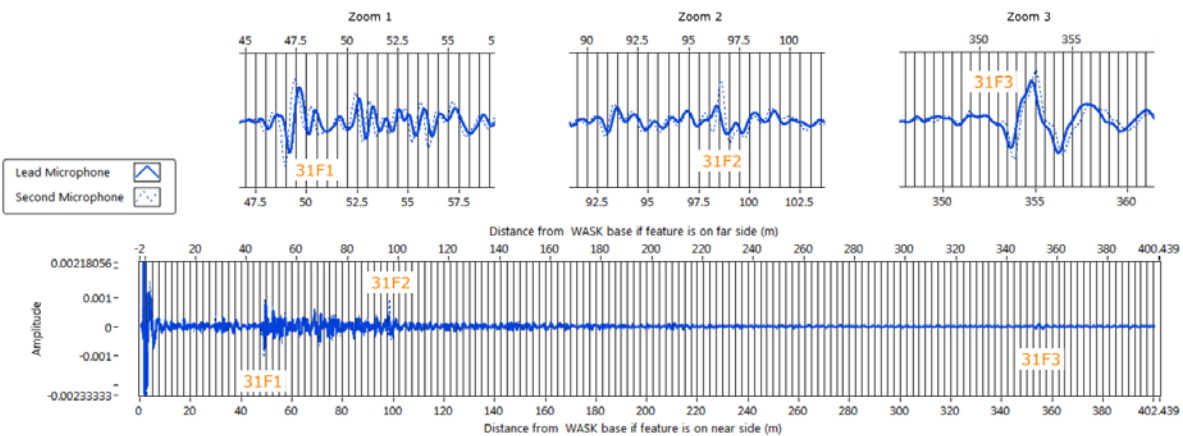 Zoom 1
Zoom 2
Zoom 3
45 47.5 50 52.5 55 5
90 92.5 95 97.5 100
350 355
31F1
31F2
31F3
47.5 50 52.5 55 57.5
92.5 95 97.5 100 102.5
350 355 360
Lead Microphone
Second Microphone
Distance from WASK base if feature is on far side (m)
-2 20 40 60 80 100 120 140 160 180 200 220 240 260 280 300 320 340 360 380 400.439
0.00218056
0.001
0
-0.001
-0.00233333
Amplitude
31F1
31F2
31F3
0 20 40 60 80 100 120 140 160 180 200 220 240 260 280 300 320 340 360 380 402.439
Distance from WASK base if feature is on near side (m)